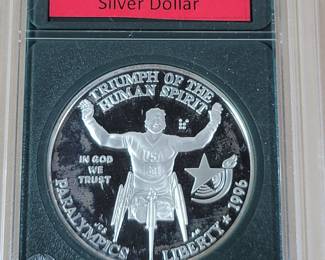 Silver Dollar
TRIUMPH OF THE
HUMAN SPIRIT
IN GOD
WE
TRUST
USA
PARALYMPICS
LIBERTY
1996